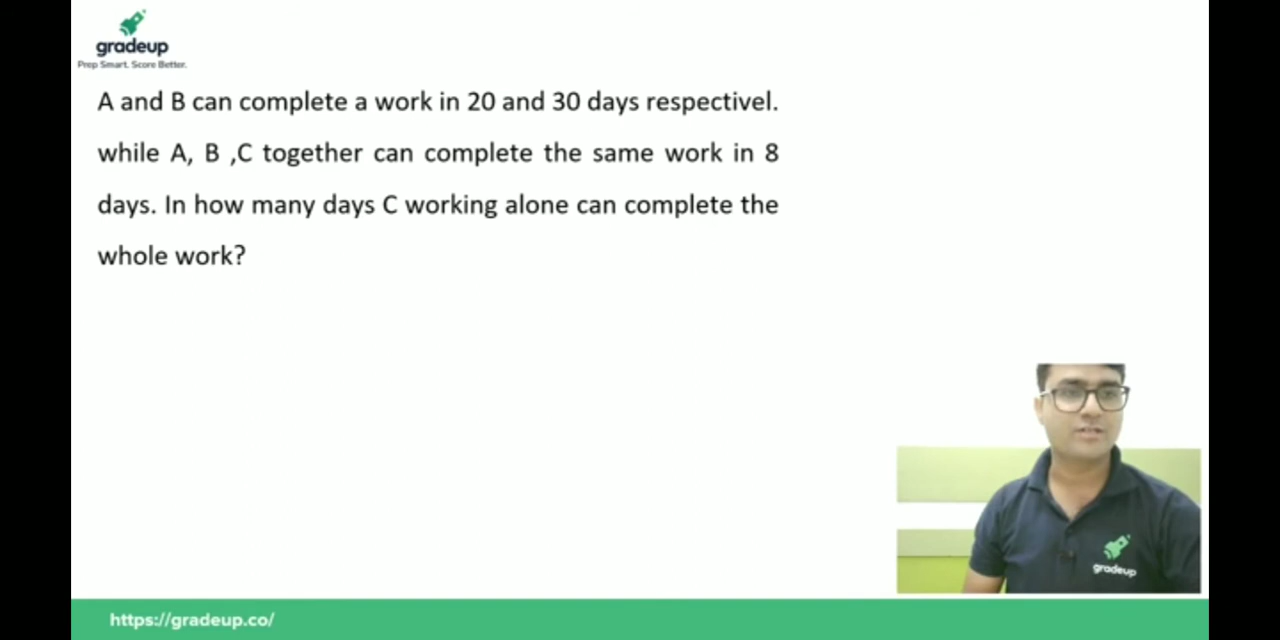 gradeup
Prep Smart. Score Better.
A and B can complete a work in 20 and 30 days respectivel.
while A, B ,C together can complete the same work in 8
days. In how many days C working alone can complete the
whole work?
gradeup
https://gradeup.co/